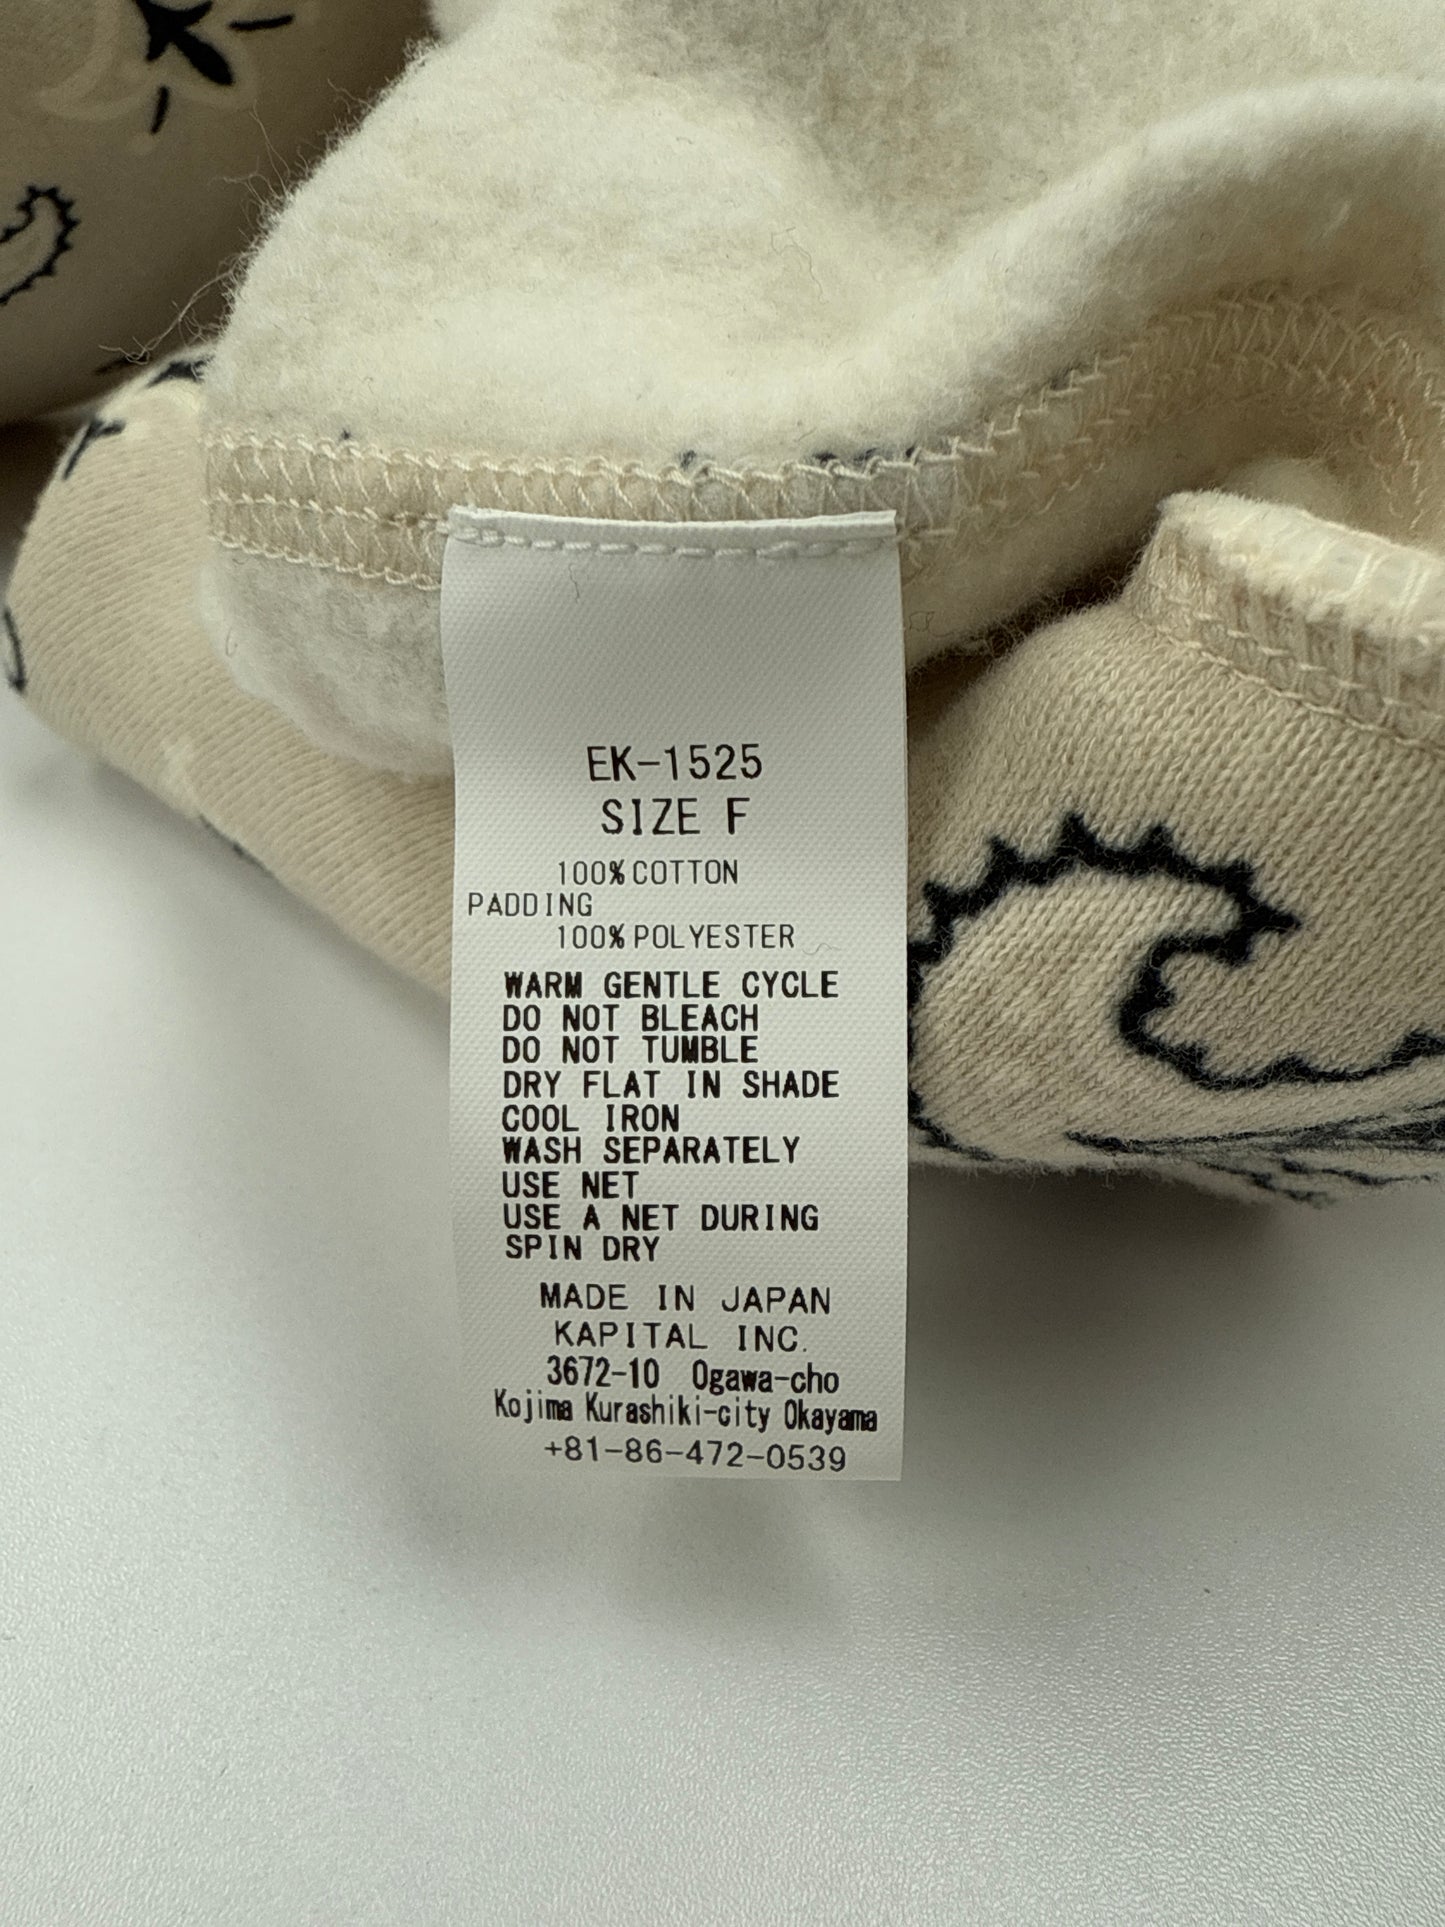 EK-1525
SIZE F
100%COTTON
PADDING
100%POLYESTER
WARM GENTLE CYCLE
DO NOT BLEACH
DO NOT TUMBLE
DRY FLAT IN SHADE
COOL IRON
WASH SEPARATELY
USE NET
USE A NET DURING
SPIN DRY
MADE IN JAPAN
KAPITAL INC.
3672-10 Ogawa-cho
Kojima Kurashiki-city Okayama
+81-86-472-0539